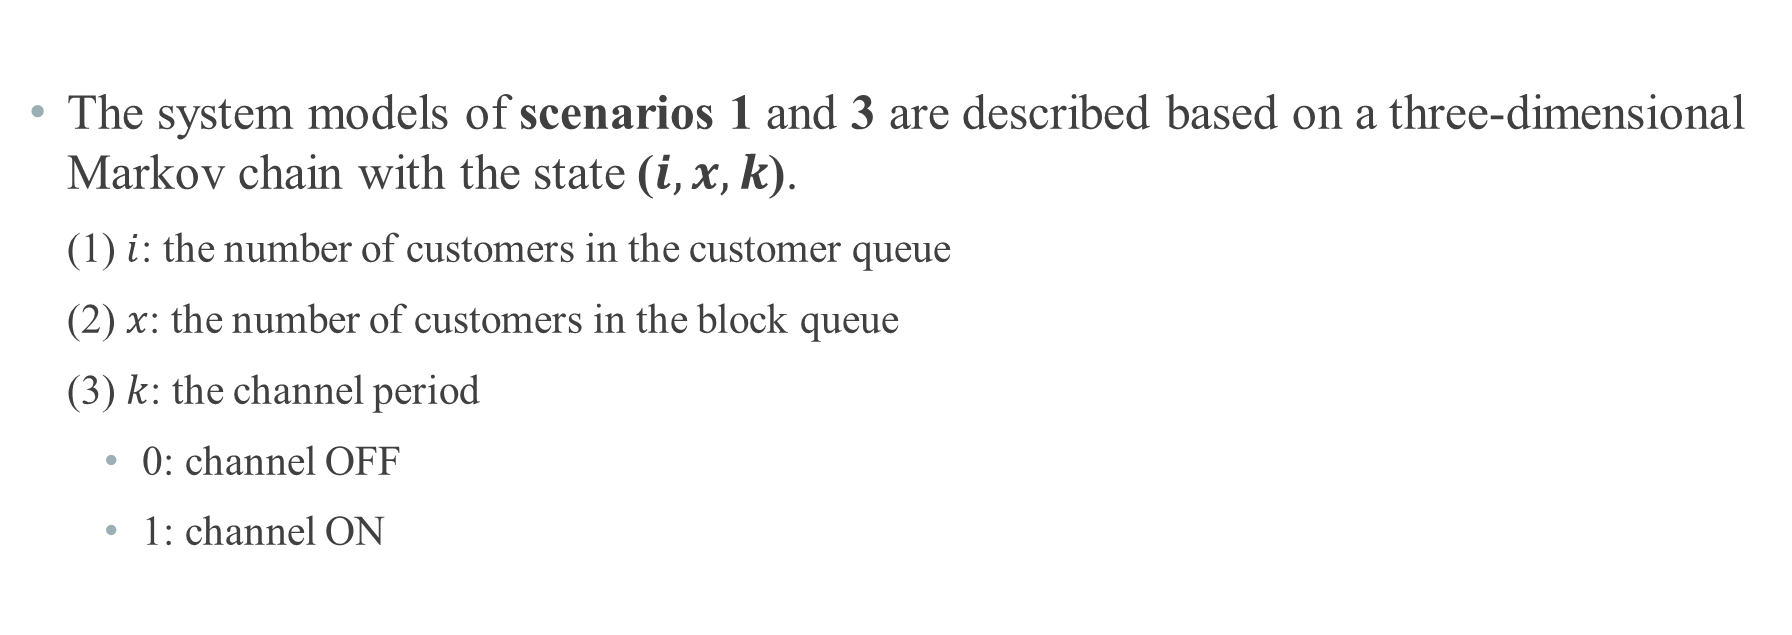 • The system models of scenarios 1 and 3 are described based on a three-dimensional
Markov chain with the state (i, x, k).
(1) i: the number of customers in the customer queue
(2) x: the number of customers in the block queue
(3) k: the channel period
• 0: channel OFF
• 1: channel ON